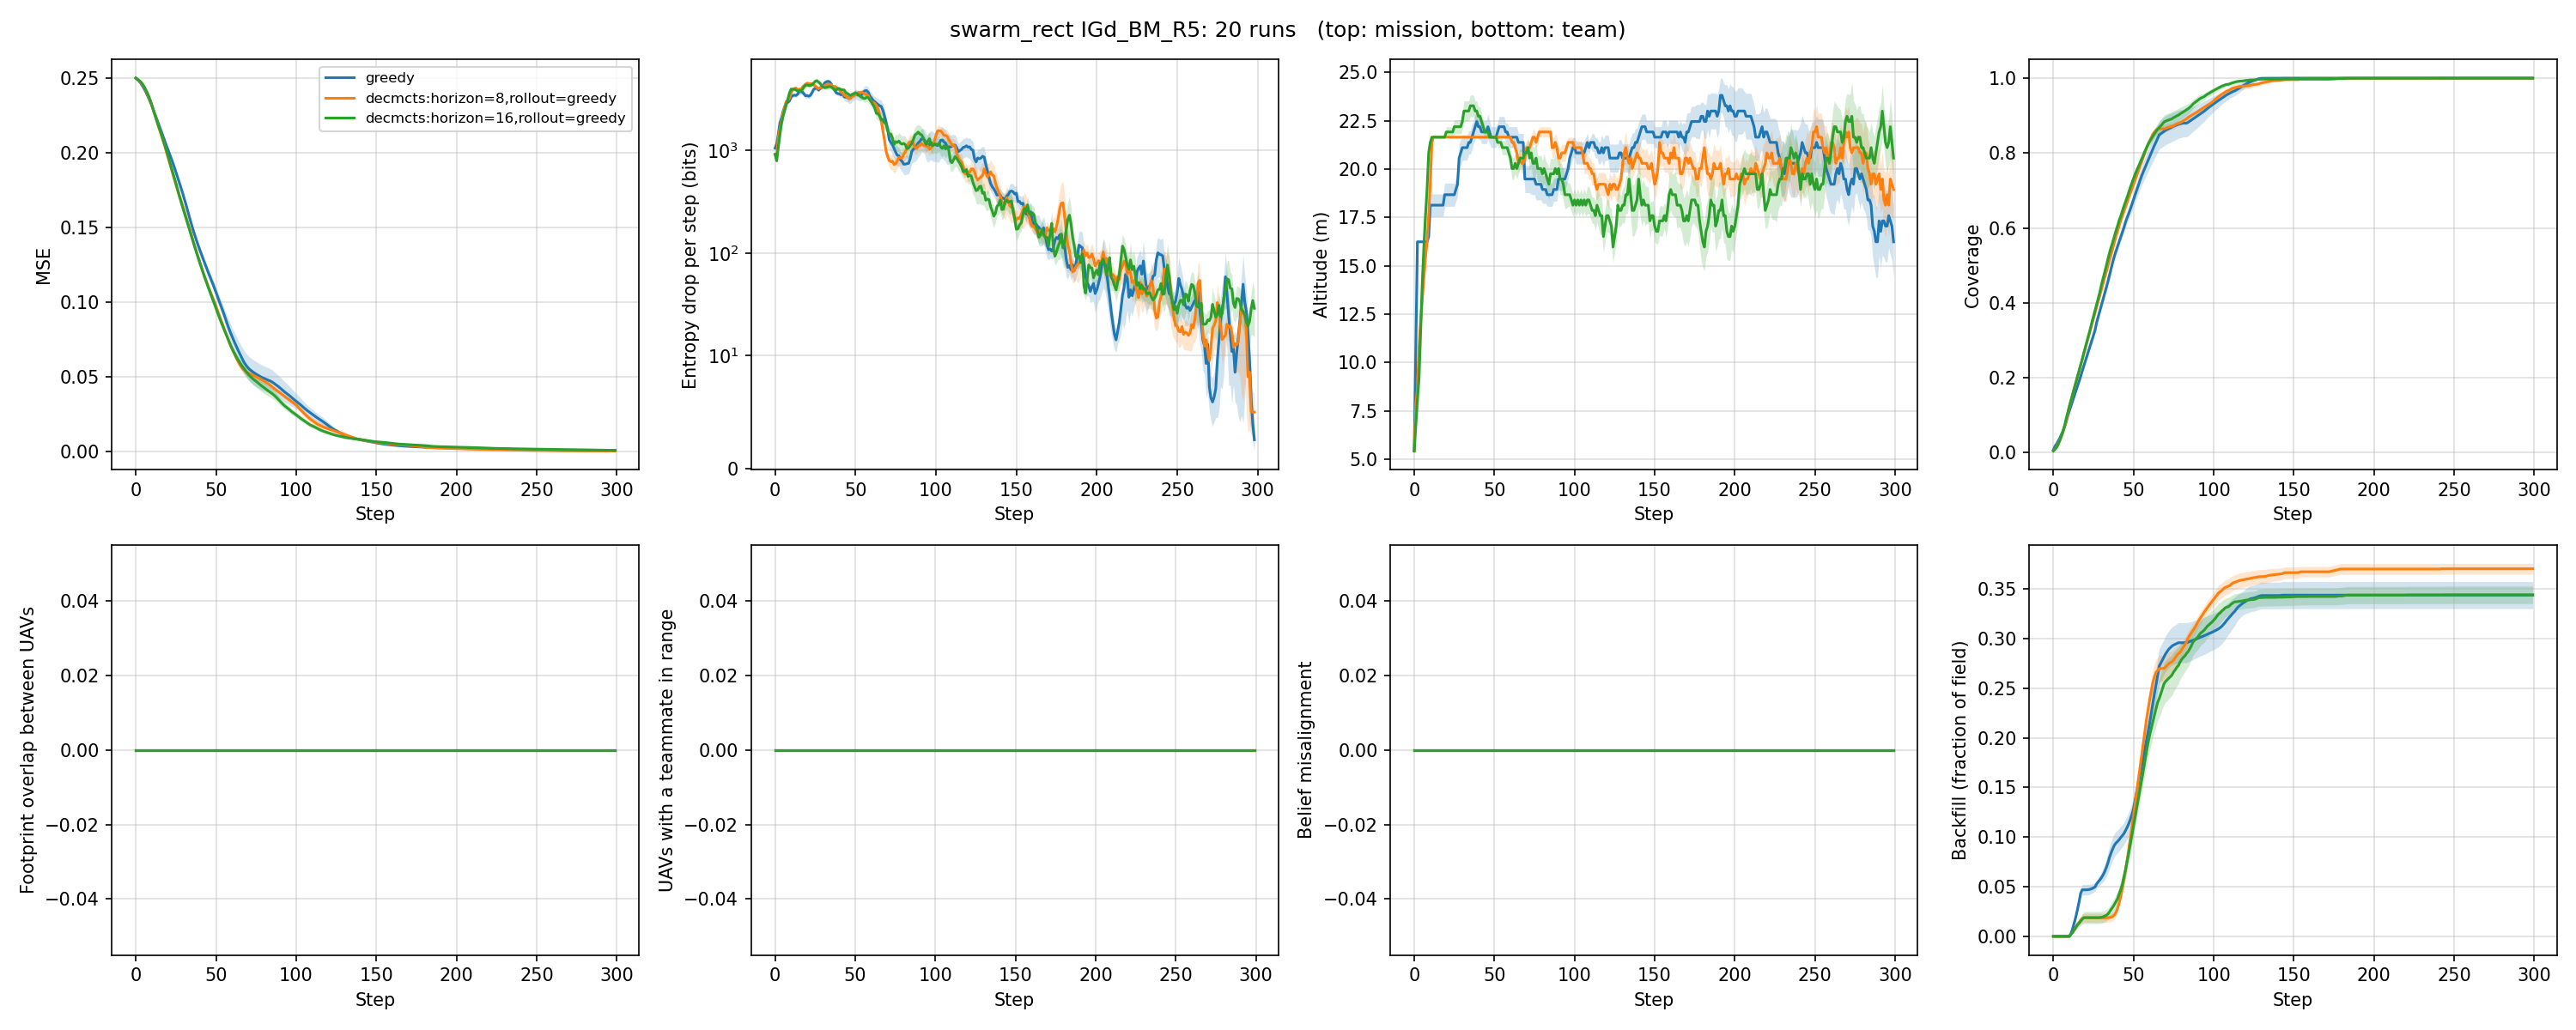 swarm_rect IGd_BM_R5: 20 runs   (top: mission, bottom: team)
MSE
0.25
0.20
0.15
0.10
0.05
0.00
greedy
decmcts:horizon=8,rollout=greedy
decmcts:horizon=16,rollout=greedy
0 50 100 150 200 250 300
Step
Entropy drop per step (bits)
10³
10²
10¹
0
0 50 100 150 200 250 300
Step
Altitude (m)
25.0
22.5
20.0
17.5
15.0
12.5
10.0
7.5
5.0
0 50 100 150 200 250 300
Step
Coverage
1.0
0.8
0.6
0.4
0.2
0.0
0 50 100 150 200 250 300
Step
Footprint overlap between UAVs
0.04
0.02
0.00
−0.02
−0.04
0 50 100 150 200 250 300
Step
UAVs with a teammate in range
0.04
0.02
0.00
−0.02
−0.04
0 50 100 150 200 250 300
Step
Belief misalignment
0.04
0.02
0.00
−0.02
−0.04
0 50 100 150 200 250 300
Step
Backfill (fraction of field)
0.35
0.30
0.25
0.20
0.15
0.10
0.05
0.00
0 50 100 150 200 250 300
Step